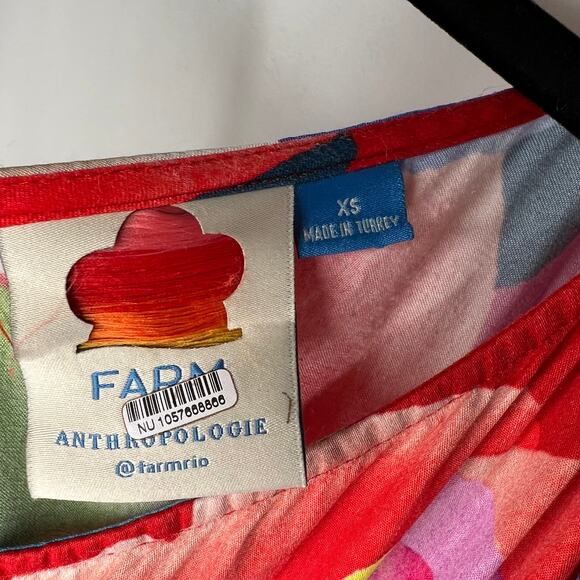 XS
MADE IN TURKEY
FARM
NU 1057668866
ANTHROPOLOGIE
@farmrio